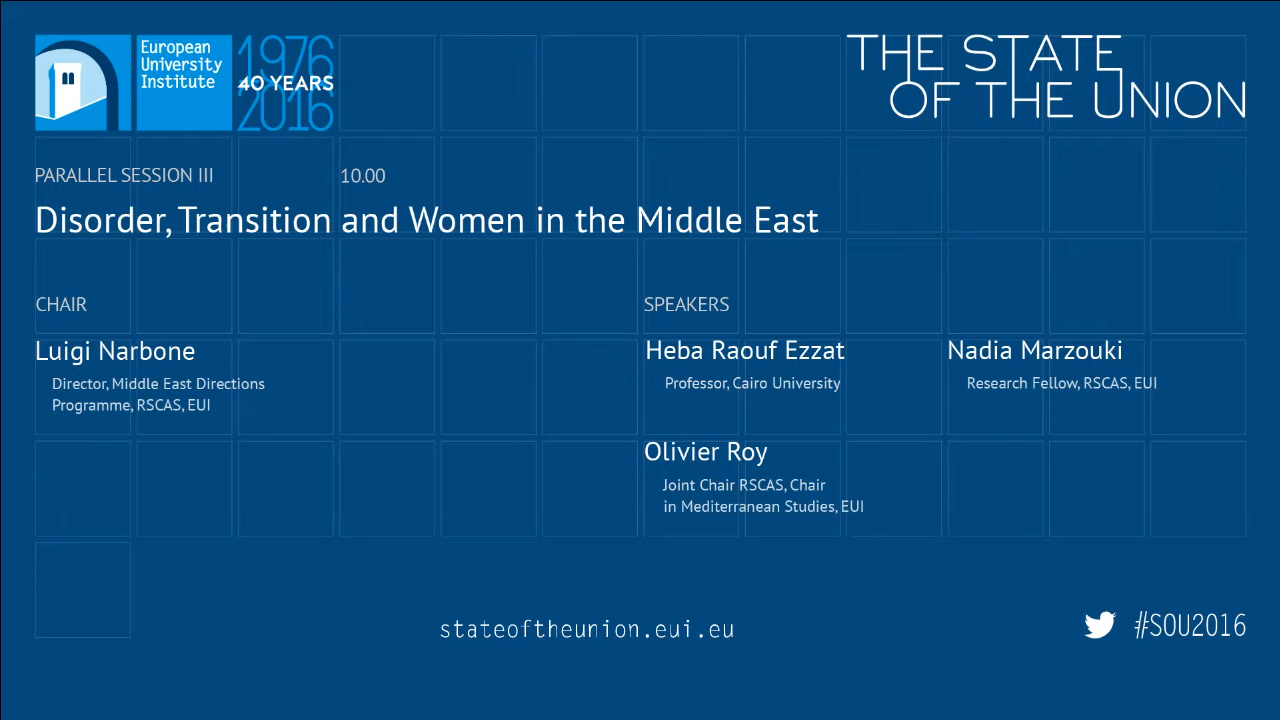 European
University
Institute
1976
40 YEARS
2016
THE STATE
OF THE UNION
PARALLEL SESSION III
10.00
Disorder, Transition and Women in the Middle East
CHAIR
Luigi Narbone
Director, Middle East Directions
Programme, RSCAS, EUI
SPEAKERS
Heba Raouf Ezzat
Professor, Cairo University
Nadia Marzouki
Research Fellow, RSCAS, EUI
Olivier Roy
Joint Chair RSCAS, Chair
in Mediterranean Studies, EUI
stateoftheunion.eui.eu
#SOU2016